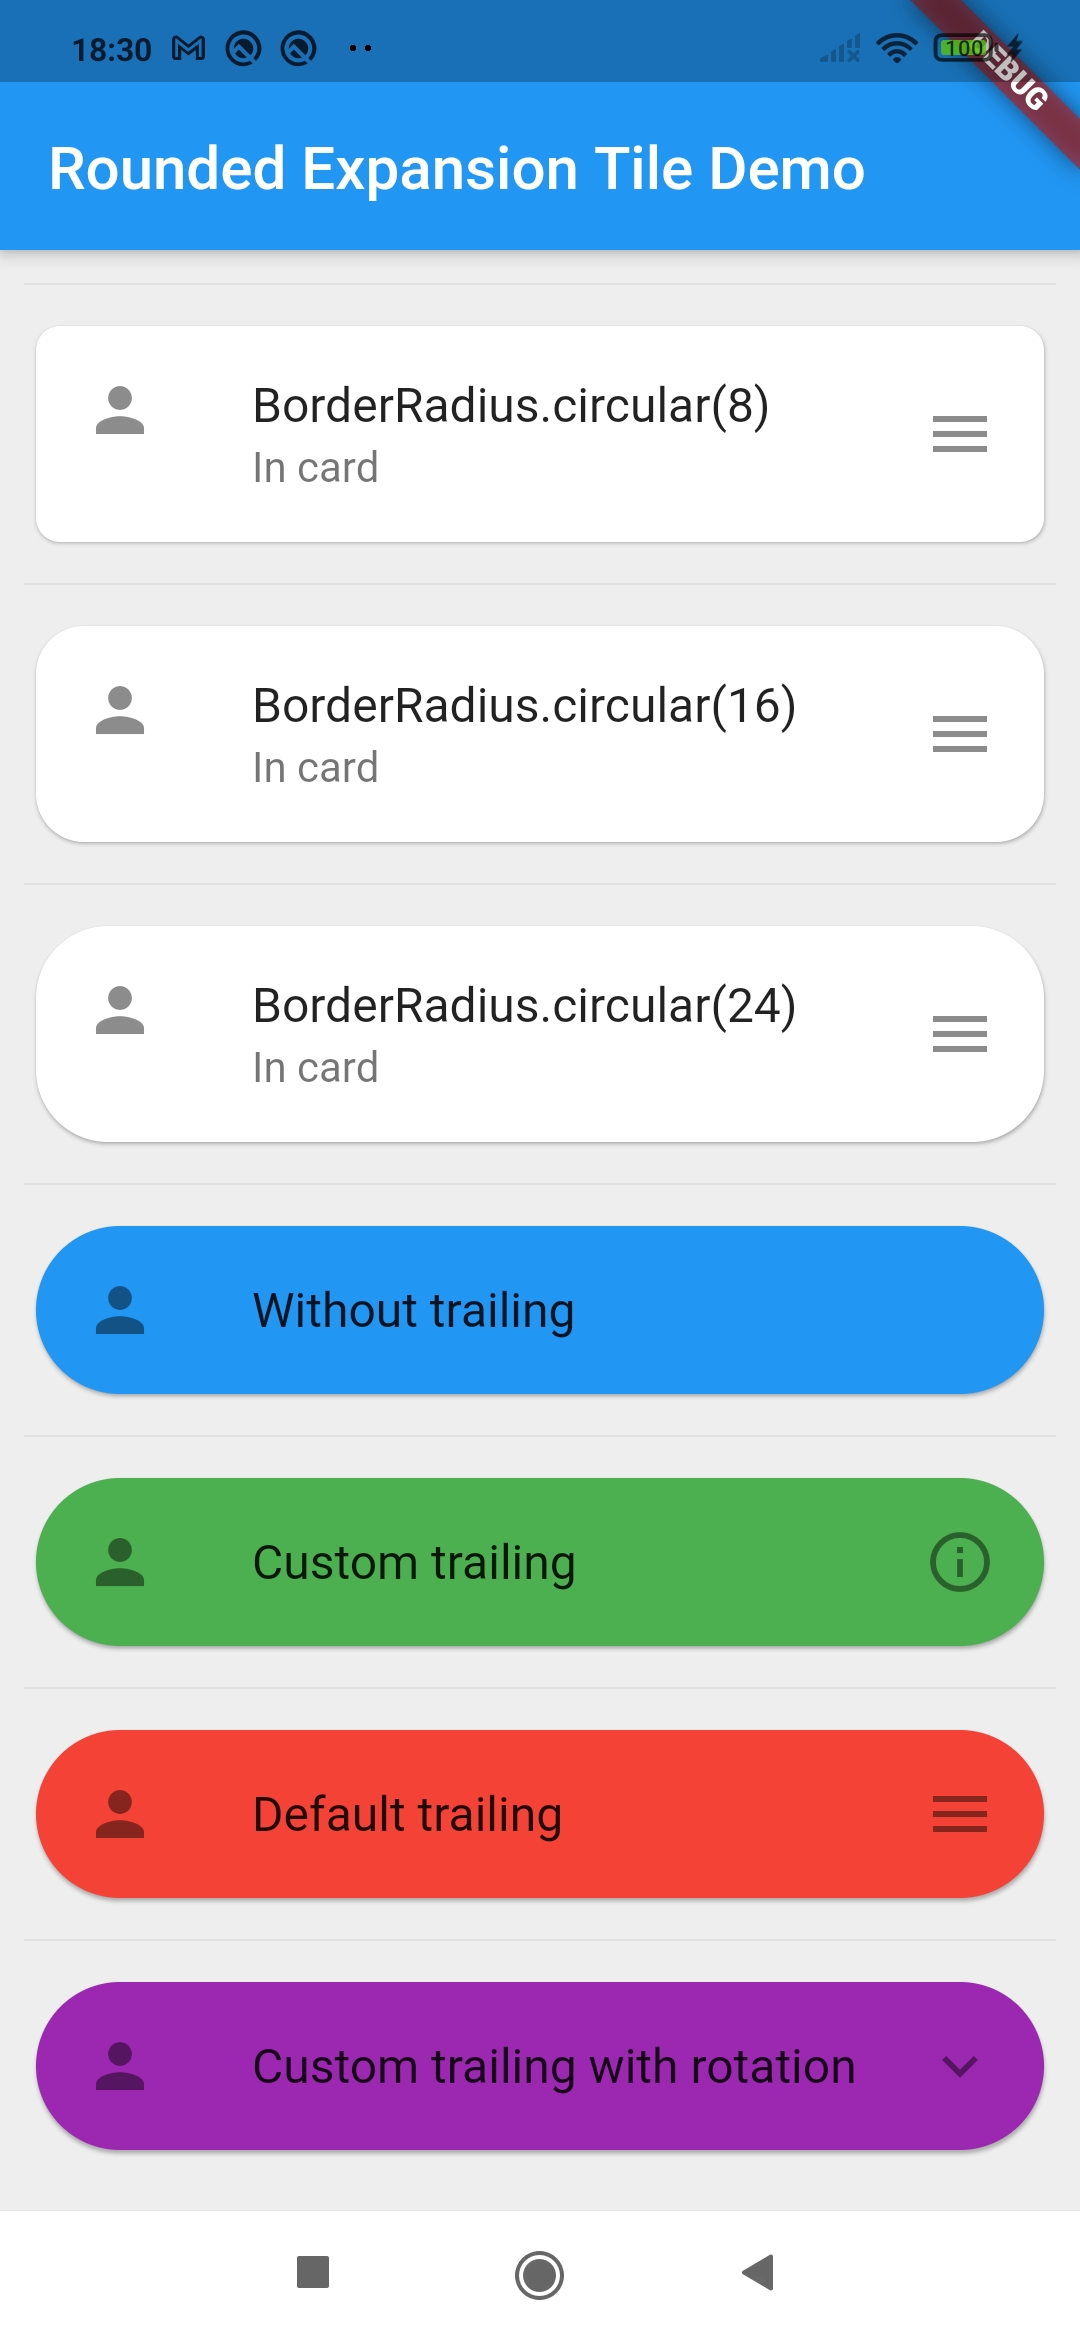 18:30
100
DEBUG
Rounded Expansion Tile Demo
BorderRadius.circular(8)
In card
BorderRadius.circular(16)
In card
BorderRadius.circular(24)
In card
Without trailing
Custom trailing
Default trailing
Custom trailing with rotation